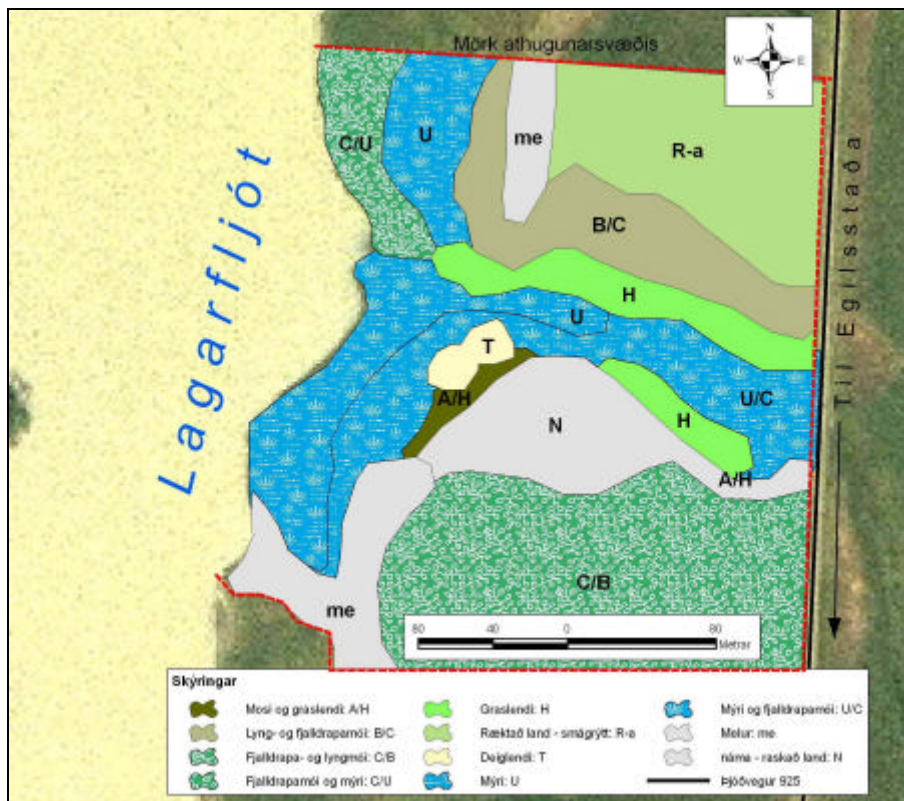 Mörk athugunarsvæðis
N
W E
S
C/U
U
me
R-a
B/C
H
U
T
A/H
U/C
N
H
A/H
C/B
me
Lagarfljót
Til Egilsstaða
80 40 0 80
Metrar
Skýringar
Mosi og graslendi: A/H
Graslendi: H
Mýri og fjalldrapamói: U/C
Lyng- og fjalldrapamói: B/C
Ræktað land - smágrýtt: R-a
Melur: me
Fjalldrapa- og lyngmói: C/B
Deiglendi: T
náma - raskað land: N
Fjalldrapamói og mýri: C/U
Mýri: U
Þjóðvegur 925